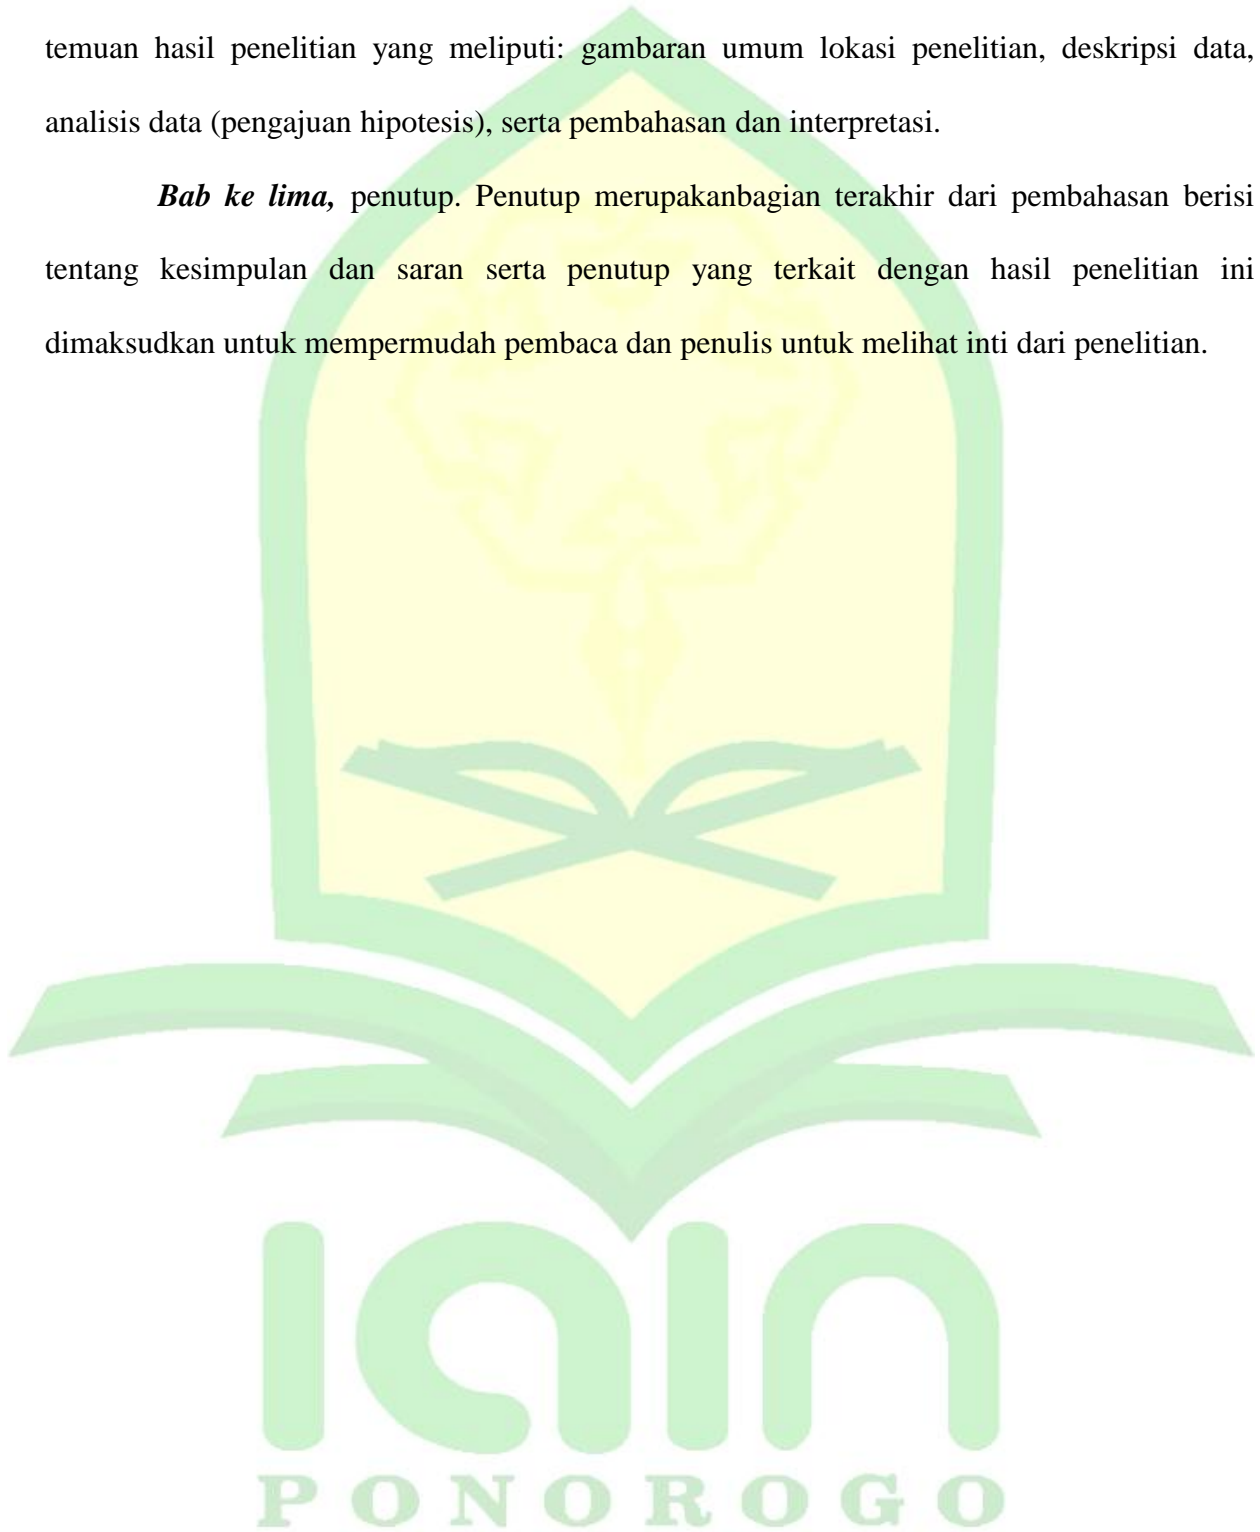 temuan hasil penelitian yang meliputi: gambaran umum lokasi penelitian, deskripsi data,
analisis data (pengajuan hipotesis), serta pembahasan dan interpretasi.
Bab ke lima, penutup. Penutup merupakanbagian terakhir dari pembahasan berisi
tentang kesimpulan dan saran serta penutup yang terkait dengan hasil penelitian ini
dimaksudkan untuk mempermudah pembaca dan penulis untuk melihat inti dari penelitian.
iain
PONOROGO